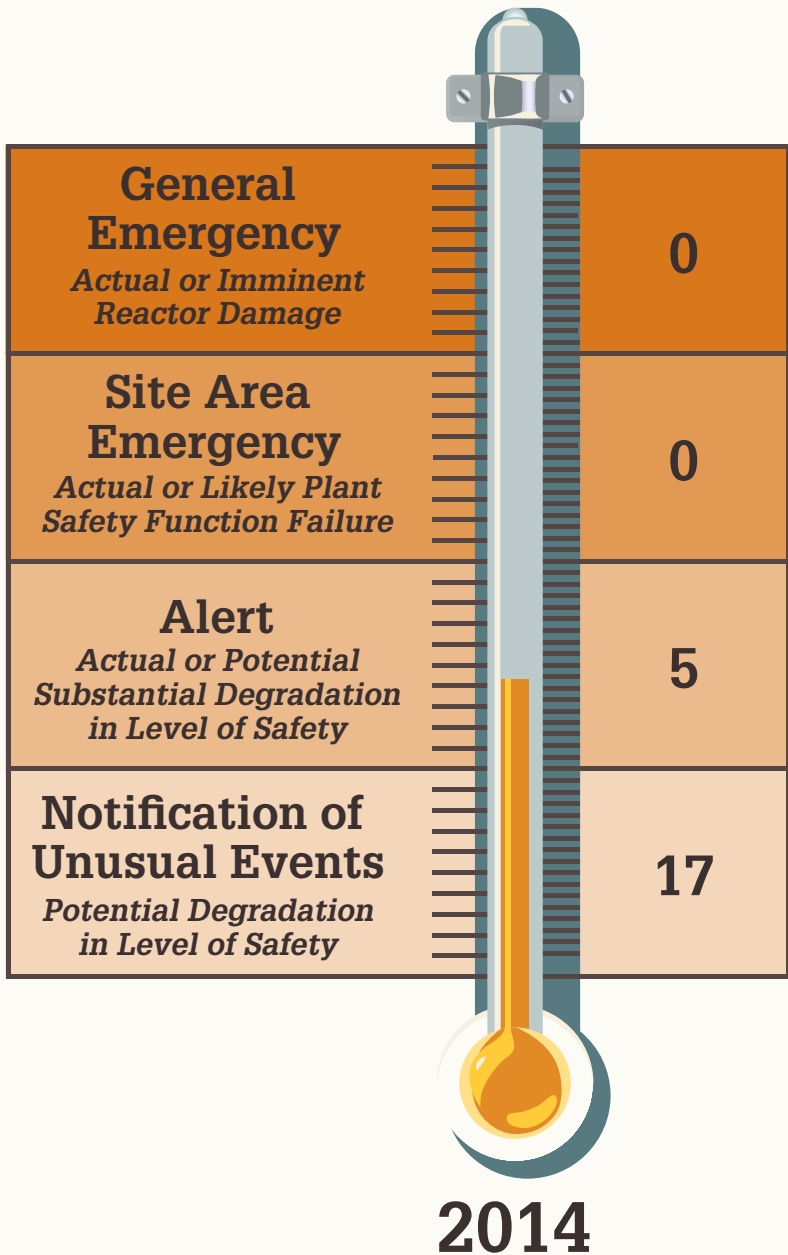 General
Emergency
Actual or Imminent
Reactor Damage
0
Site Area
Emergency
Actual or Likely Plant
Safety Function Failure
0
Alert
Actual or Potential
Substantial Degradation
in Level of Safety
5
Notification of
Unusual Events
Potential Degradation
in Level of Safety
17
2014